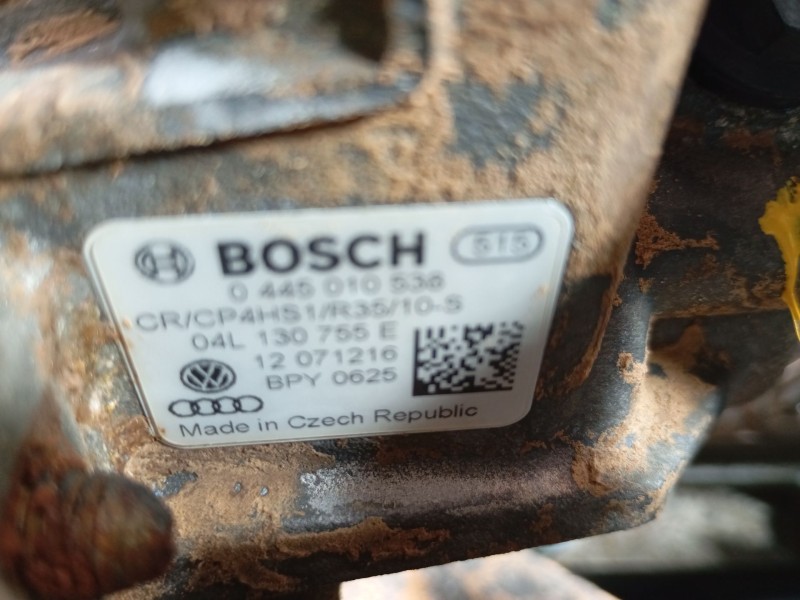 BOSCH 515
0 445 010 538
CR/CP4HS1/R35/10-S
04L 130 755 E
12 071216
BPY 0625
Made in Czech Republic